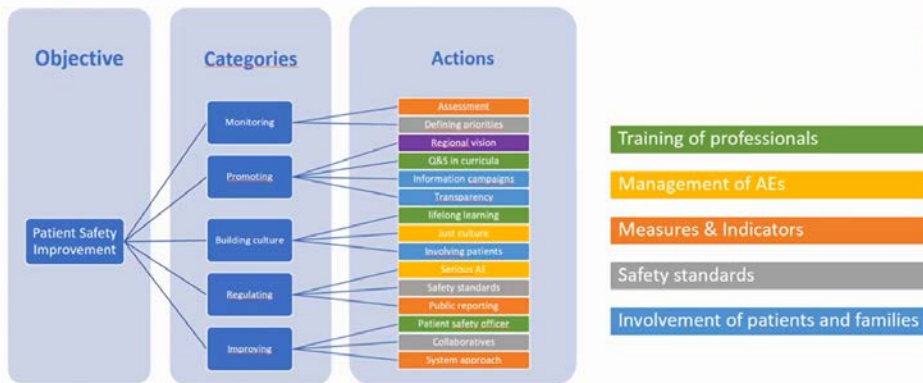 Objective
Categories
Actions
Patient Safety
Improvement
Monitoring
Promoting
Building culture
Regulating
Improving
Assessment
Defining priorities
Regional vision
Q&S in curricula
Information campaigns
Transparency
lifelong learning
Just culture
Involving patients
Serious AE
Safety standards
Public reporting
Patient safety officer
Collaboratives
System approach
Training of professionals
Management of AEs
Measures & Indicators
Safety standards
Involvement of patients and families